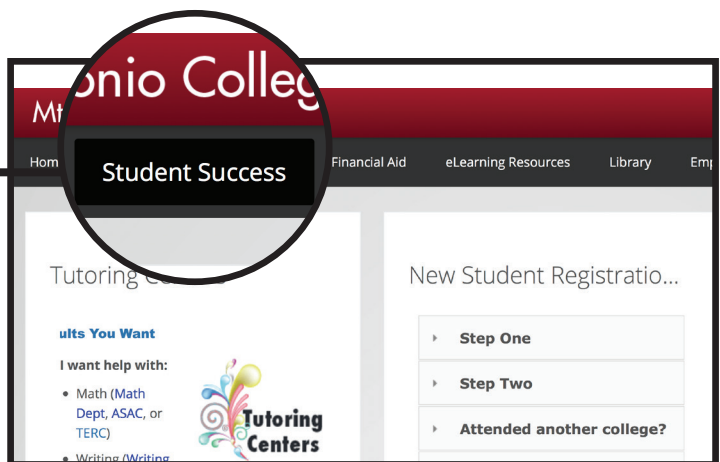 onio Colleg
Mt
Hom
Student Success
Financial Aid
eLearning Resources
Library
Emp
Tutoring
New Student Registratio...
ults You Want
I want help with:
• Math (Math
Dept, ASAC, or
TERC)
• Writing (Writing
Tutoring
Centers
Step One
Step Two
Attended another college?